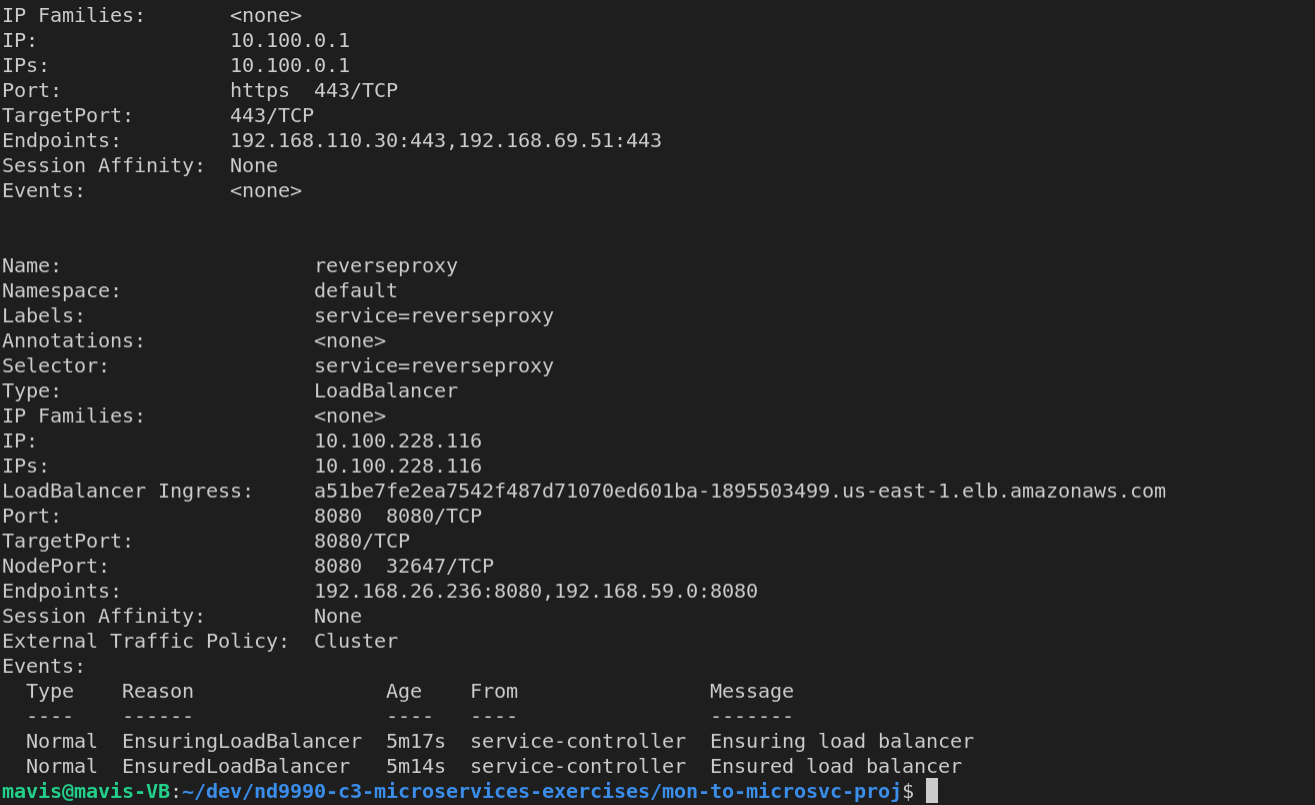 IP Families:       <none>
IP:                10.100.0.1
IPs:               10.100.0.1
Port:              https  443/TCP
TargetPort:        443/TCP
Endpoints:         192.168.110.30:443,192.168.69.51:443
Session Affinity:  None
Events:            <none>
Name:                     reverseproxy
Namespace:                default
Labels:                   service=reverseproxy
Annotations:              <none>
Selector:                 service=reverseproxy
Type:                     LoadBalancer
IP Families:              <none>
IP:                       10.100.228.116
IPs:                      10.100.228.116
LoadBalancer Ingress:     a51be7fe2ea7542f487d71070ed601ba-1895503499.us-east-1.elb.amazonaws.com
Port:                     8080  8080/TCP
TargetPort:               8080/TCP
NodePort:                 8080  32647/TCP
Endpoints:                192.168.26.236:8080,192.168.59.0:8080
Session Affinity:         None
External Traffic Policy:  Cluster
Events:
  Type    Reason                Age    From                Message
  ----    ------                ----   ----                -------
  Normal  EnsuringLoadBalancer  5m17s  service-controller  Ensuring load balancer
  Normal  EnsuredLoadBalancer   5m14s  service-controller  Ensured load balancer
mavis@mavis-VB:~/dev/nd9990-c3-microservices-exercises/mon-to-microsvc-proj$